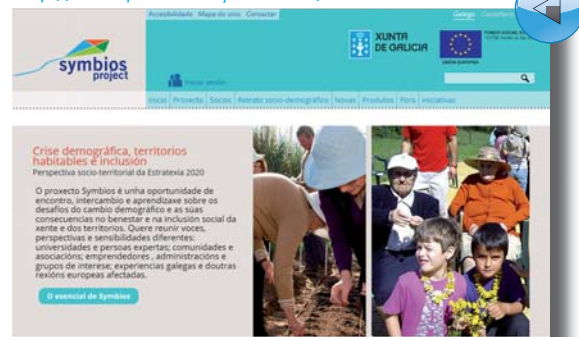 Accesibilidade Mapa do sitio Contactar
Galego
symbios
project
XUNTA
DE GALICIA
UNIÓN EUROPEA
Iniciar sesión
Inicio Proxecto Socios Retrato socio-demográfico Novas Produtos Foro Iniciativas
Crise demográfica, territorios
habitables e inclusión
Perspectiva socio-territorial da Estratexia 2020
O proxecto Symbios é unha oportunidade de
encontro, intercambio e aprendizaxe sobre os
desafíos do cambio demográfico e as súas
consecuencias no benestar e na inclusión social da
xente e dos territorios. Quere reunir voces,
perspectivas e sensibilidades diferentes:
universidades e persoas expertas; comunidades e
asociacións; emprendedores , administracións e
grupos de interese; experiencias galegas e doutras
rexións europeas afectadas.
O esencial de Symbios